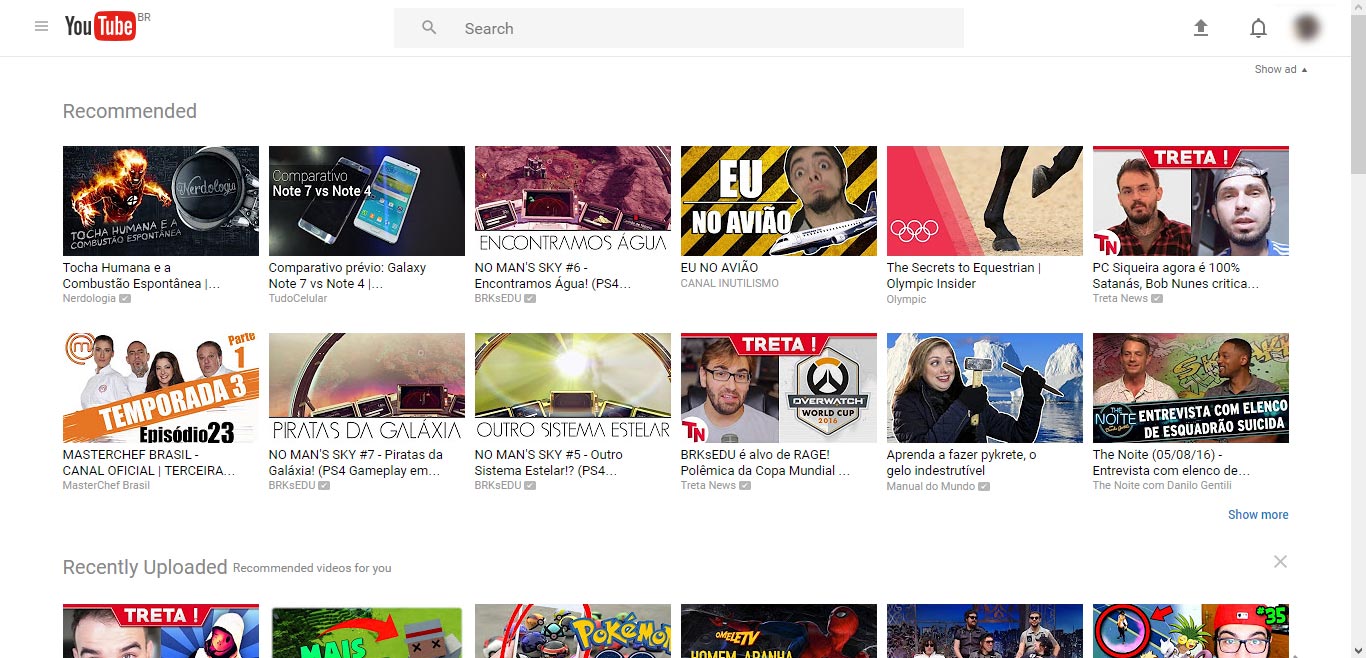 YouTube BR
Search
Show ad
Recommended
Nerdologia
TOCHA HUMANA E A
COMBUSTÃO ESPONTÂNEA
Comparativo
Note 7 vs Note 4
ENCONTRAMOS ÁGUA
EU
NO AVIÃO
TRETA !
TN
Tocha Humana e a
Combustão Espontânea |...
Nerdologia
Comparativo prévio: Galaxy
Note 7 vs Note 4 |...
TudoCelular
NO MAN'S SKY #6 -
Encontramos Água! (PS4...
BRKsEDU
EU NO AVIÃO
CANAL INUTILISMO
The Secrets to Equestrian |
Olympic Insider
Olympic
PC Siqueira agora é 100%
Satanás, Bob Nunes critica...
Treta News
Parte
1
TEMPORADA 3
Episódio23
PIRATAS DA GALÁXIA
OUTRO SISTEMA ESTELAR
TRETA !
TN
OVERWATCH
WORLD CUP
2016
THE
NOITE
ENTREVISTA COM ELENCO
DE ESQUADRÃO SUICIDA
MASTERCHEF BRASIL -
CANAL OFICIAL | TERCEIRA...
MasterChef Brasil
NO MAN'S SKY #7 - Piratas da
Galáxia! (PS4 Gameplay em...
BRKsEDU
NO MAN'S SKY #5 - Outro
Sistema Estelar!? (PS4...
BRKsEDU
BRKsEDU é alvo de RAGE!
Polêmica da Copa Mundial ...
Treta News
Aprenda a fazer pykrete, o
gelo indestrutível
Manual do Mundo
The Noite (05/08/16) -
Entrevista com elenco de...
The Noite com Danilo Gentili
Show more
Recently Uploaded Recommended videos for you
TRETA !
MAIS
Pokémon
OMELETV
HOMEM-ARANHA
#35